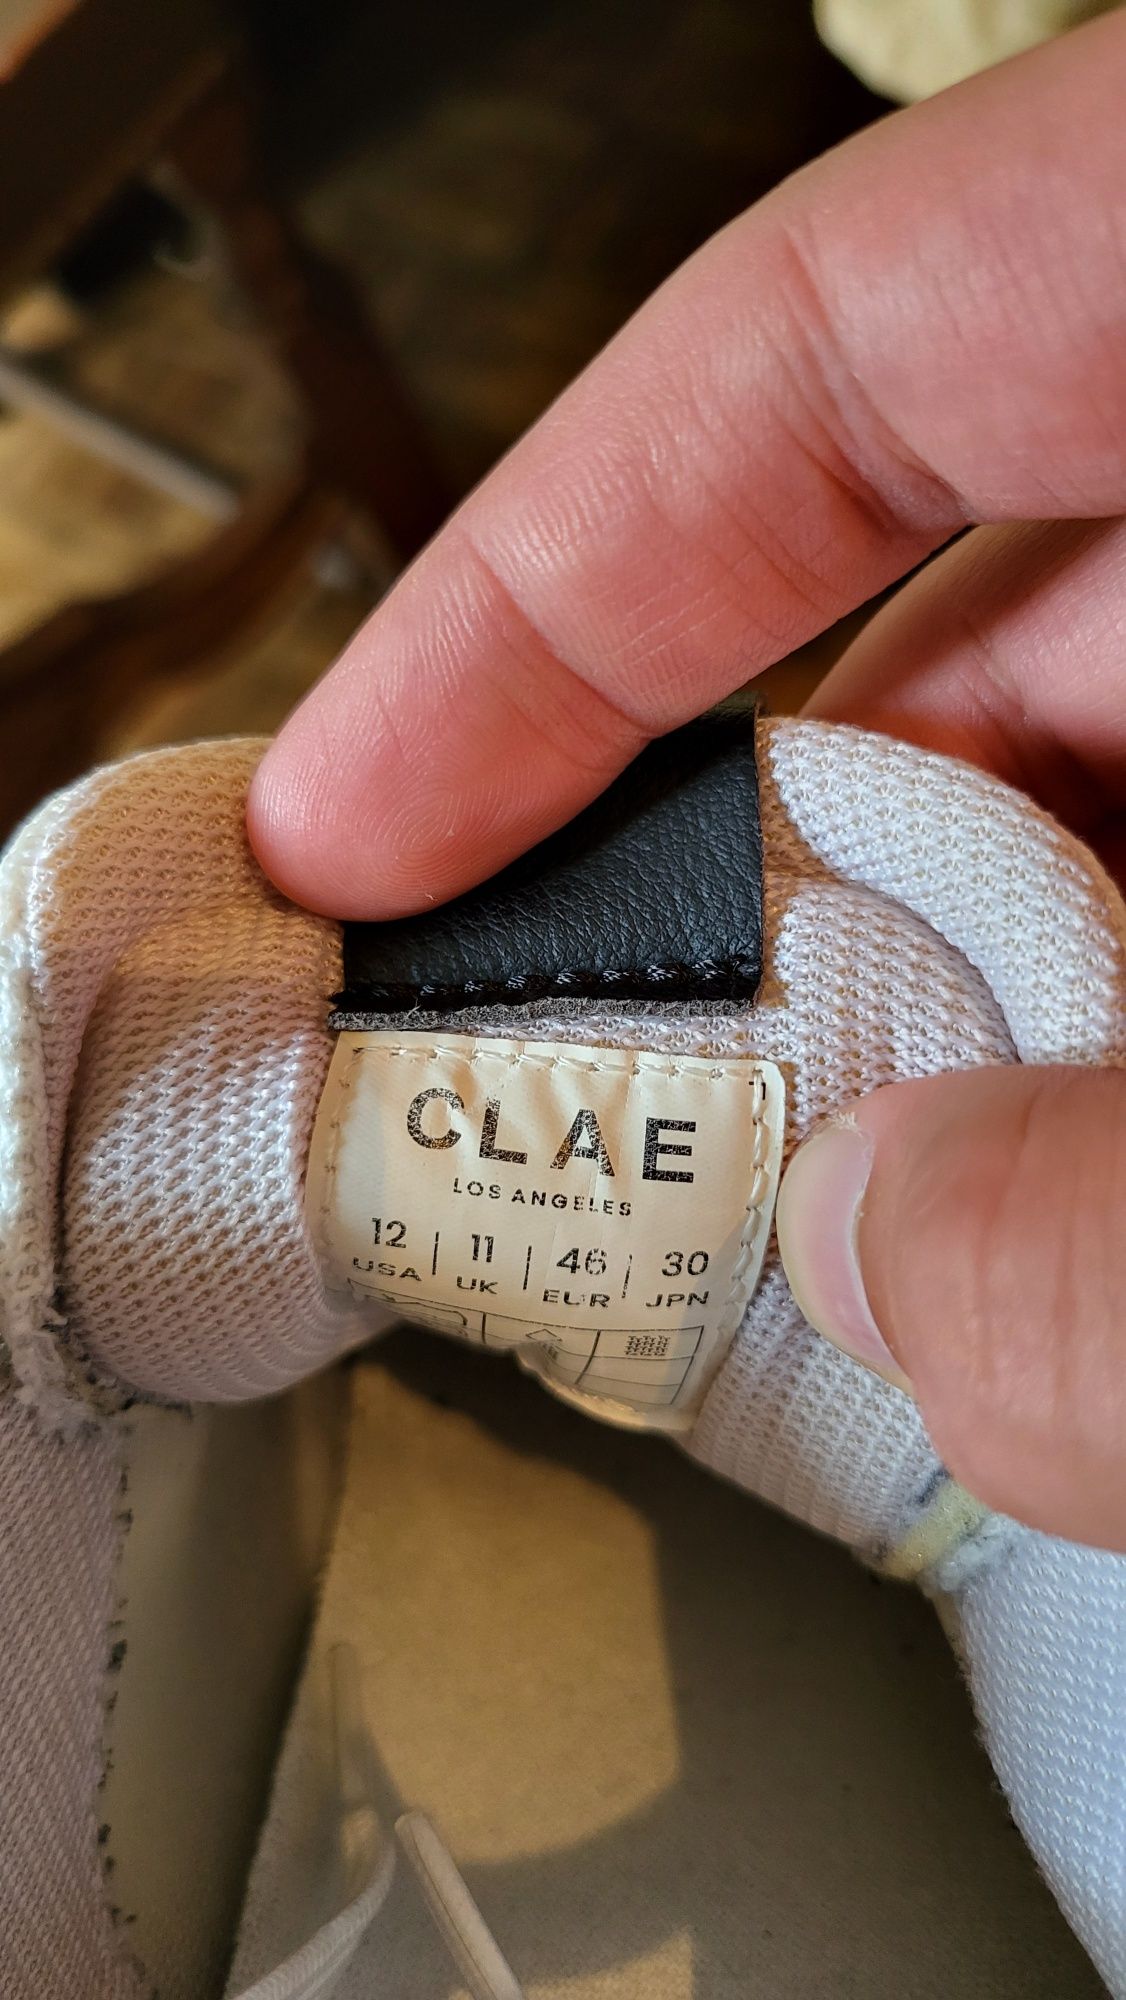 CLAE
LOS ANGELES
12 | 11 | 46 | 30
USA UK EUR JPN